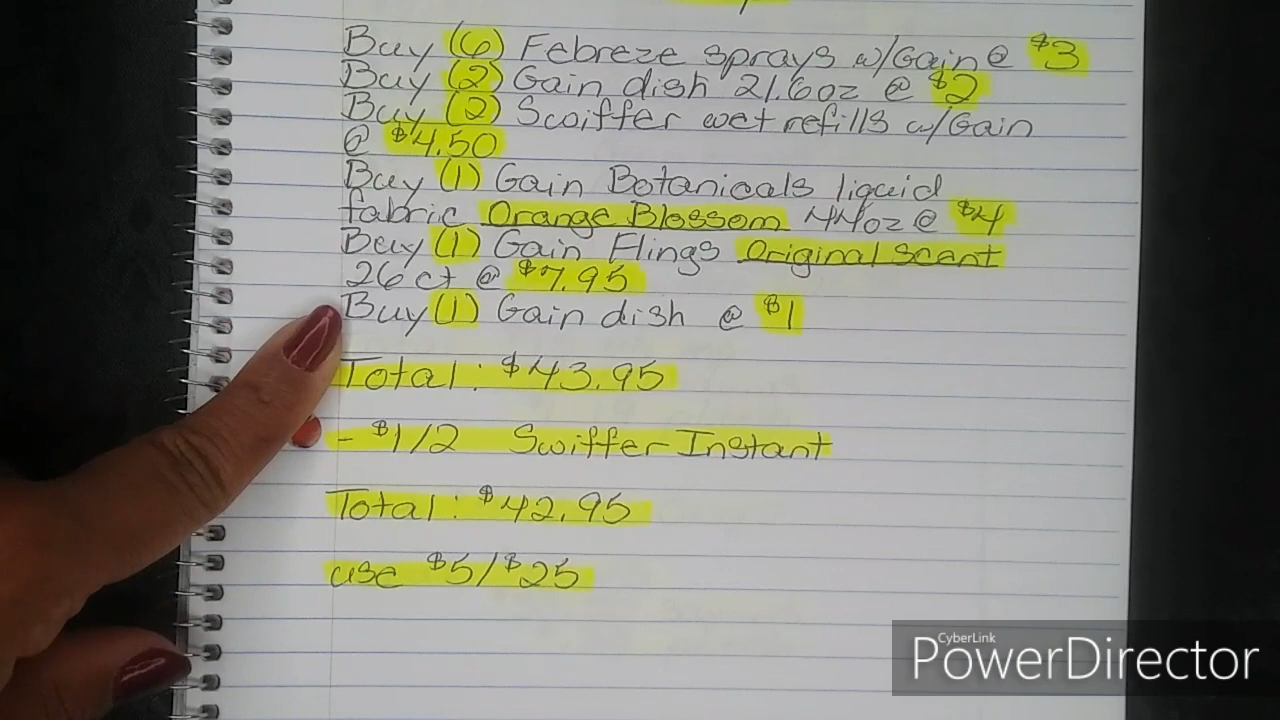 Buy (6) Febreze sprays w/Gain @ $3
Buy (2) Gain dish 21.6oz @ $2
Buy (2) Swiffer wet refills w/Gain
@ $4.50
Buy (1) Gain Botanicals liquid
fabric Orange Blossom 44oz @ $4
Buy (1) Gain Flings Original Scent
26 ct @ $7.95
Buy (1) Gain dish @ $1
Total: $43.95
- $1/2 Swiffer Instant
Total: $42.95
use $5/$25
CyberLink
PowerDirector